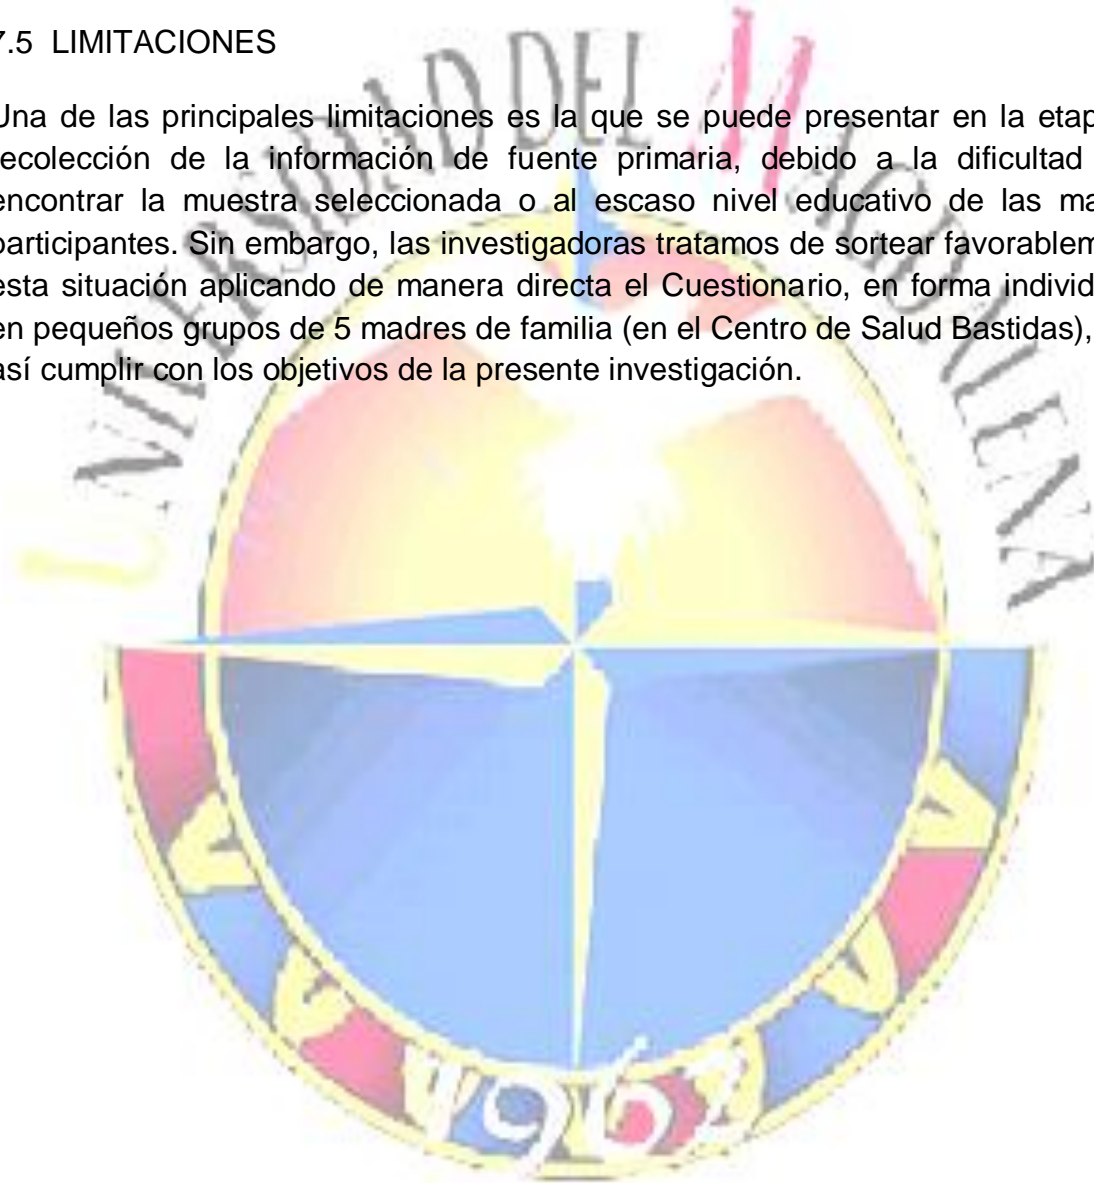 7.5 LIMITACIONES
Una de las principales limitaciones es la que se puede presentar en la etap
recolección de la información de fuente primaria, debido a la dificultad
encontrar la muestra seleccionada o al escaso nivel educativo de las ma
participantes. Sin embargo, las investigadoras tratamos de sortear favorablem
esta situación aplicando de manera directa el Cuestionario, en forma individ
en pequeños grupos de 5 madres de familia (en el Centro de Salud Bastidas),
así cumplir con los objetivos de la presente investigación.
UNIVERSIDAD DEL MAGDALENA
1962